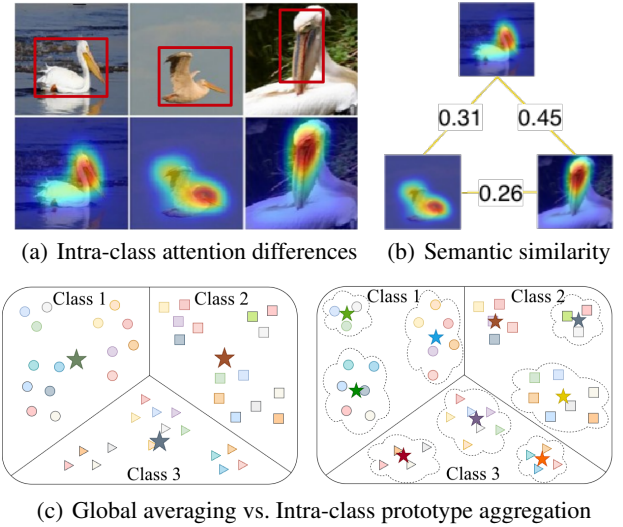 0.31
0.45
0.26
(a) Intra-class attention differences
(b) Semantic similarity
Class 1
Class 2
Class 3
Class 1
Class 2
Class 3
(c) Global averaging vs. Intra-class prototype aggregation